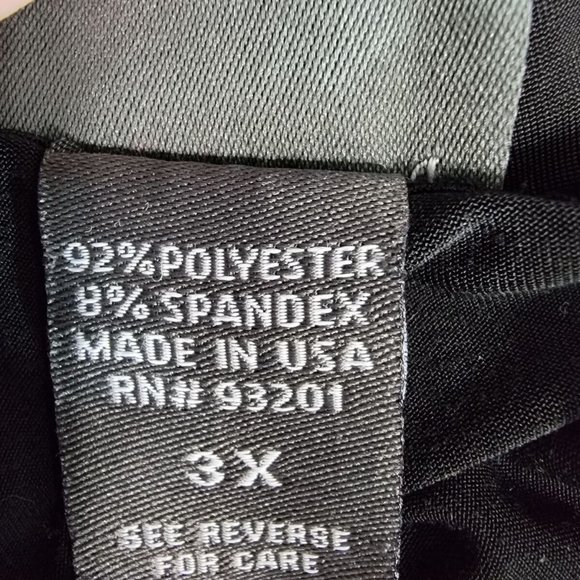 92% POLYESTER
8% SPANDEX
MADE IN USA
RN# 93201
3X
SEE REVERSE
FOR CARE